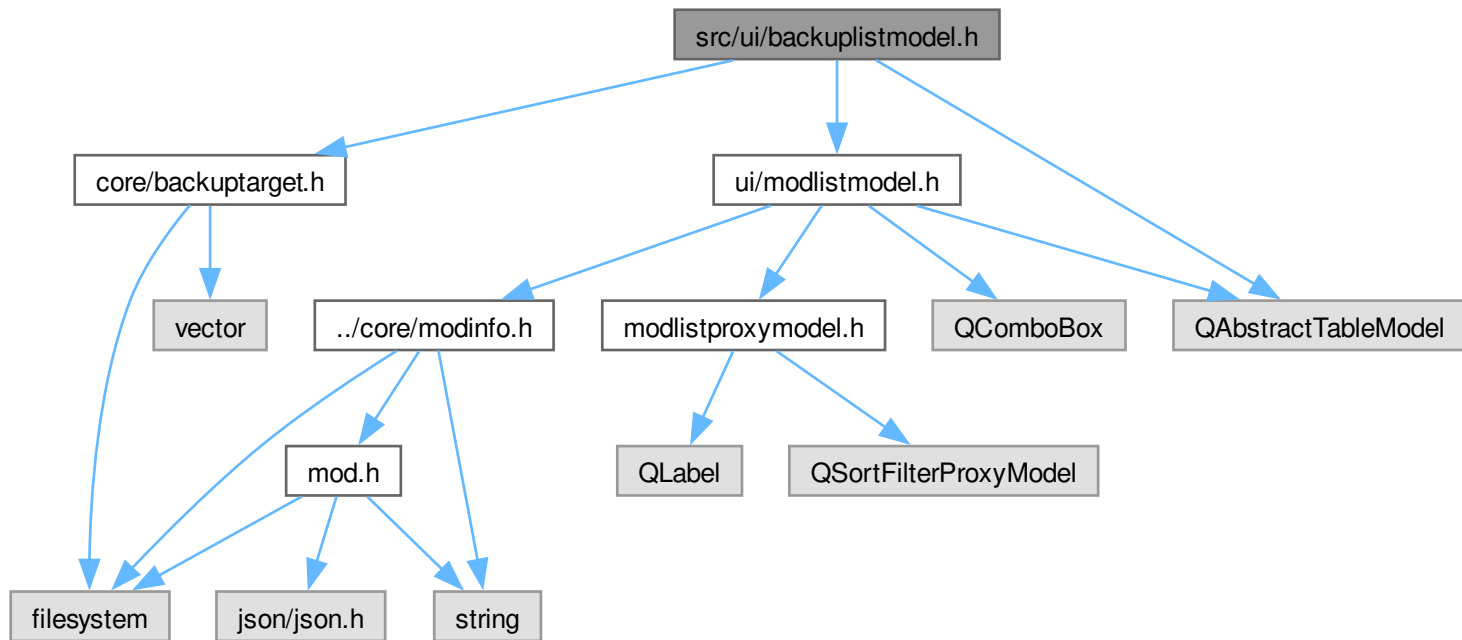 src/ui/backuplistmodel.h
core/backuptarget.h
ui/modlistmodel.h
vector
../core/modinfo.h
modlistproxymodel.h
QComboBox
QAbstractTableModel
mod.h
QLabel
QSortFilterProxyModel
filesystem
json/json.h
string